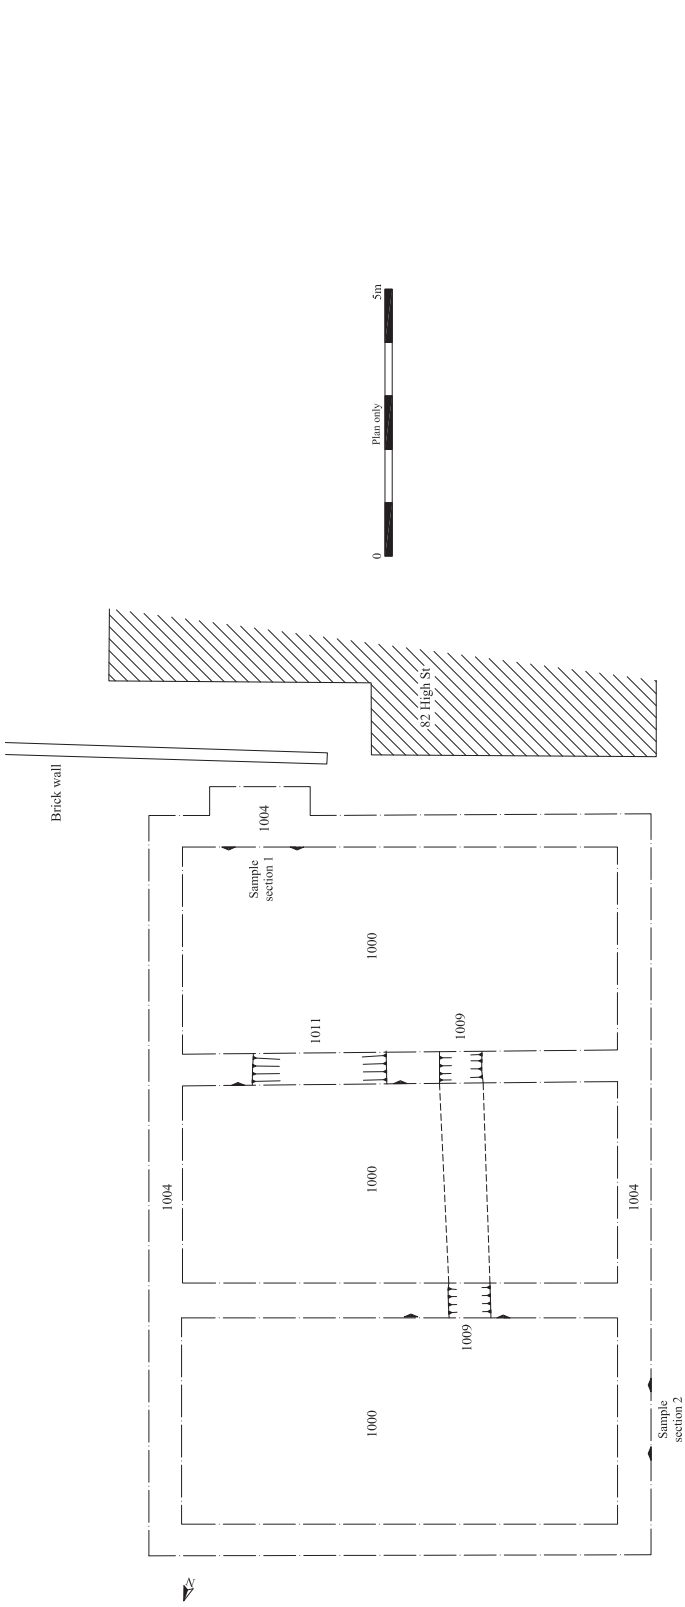 5m
Plan only
0
82 High St
Brick wall
1004
Sample
section 1
1000
1011
1009
1000
1004
1004
1009
1000
Sample
section 2
N